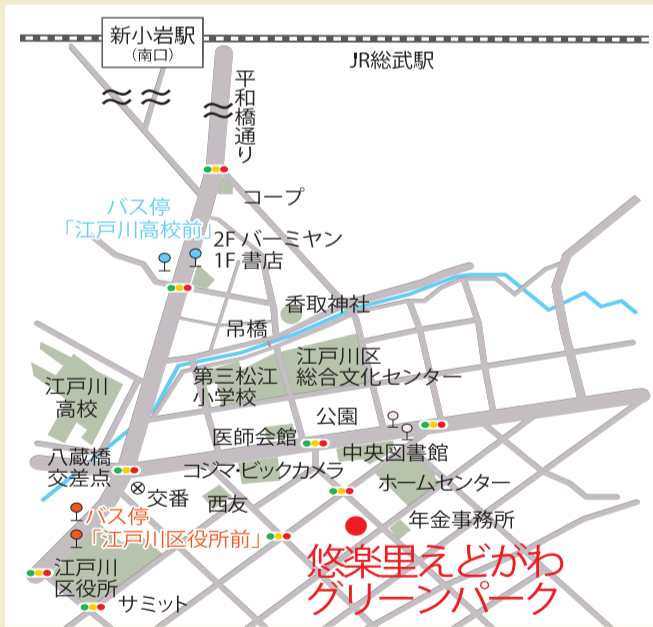 新小岩駅
(南口)
JR総武駅
平和橋通り
コープ
バス停
「江戸川高校前」
2F バーミヤン
1F 書店
香取神社
吊橋
江戸川区
総合文化センター
第三松江
小学校
江戸川
高校
公園
医師会館
中央図書館
八蔵橋
交差点
コジマ・ビックカメラ
ホームセンター
交番
西友
年金事務所
バス停
「江戸川区役所前」
悠楽里えどがわ
グリーンパーク
江戸川
区役所
サミット